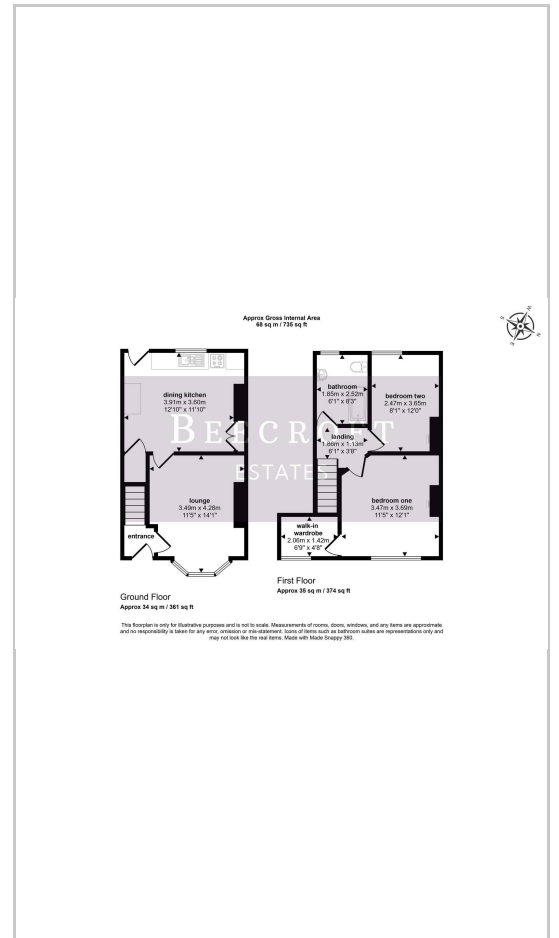 Approx Gross Internal Area
68 sq m / 735 sq ft
N
E
S
W
dining kitchen
3.91m x 3.60m
12'10" x 11'10"
bathroom
1.85m x 2.52m
6'1" x 8'3"
bedroom two
2.47m x 3.65m
8'1" x 12'0"
BEECROFT
ESTATES
landing
1.86m x 1.13m
6'1" x 3'8"
lounge
3.49m x 4.28m
11'5" x 14'1"
bedroom one
3.47m x 3.69m
11'5" x 12'1"
entrance
walk-in
wardrobe
2.06m x 1.42m
6'9" x 4'8"
Ground Floor
Approx 34 sq m / 361 sq ft
First Floor
Approx 35 sq m / 374 sq ft
This floorplan is only for illustrative purposes and is not to scale. Measurements of rooms, doors, windows, and any items are approximate
and no responsibility is taken for any error, omission or mis-statement. Icons of items such as bathroom suites are representations only and
may not look like the real items. Made with Made Snappy 360.